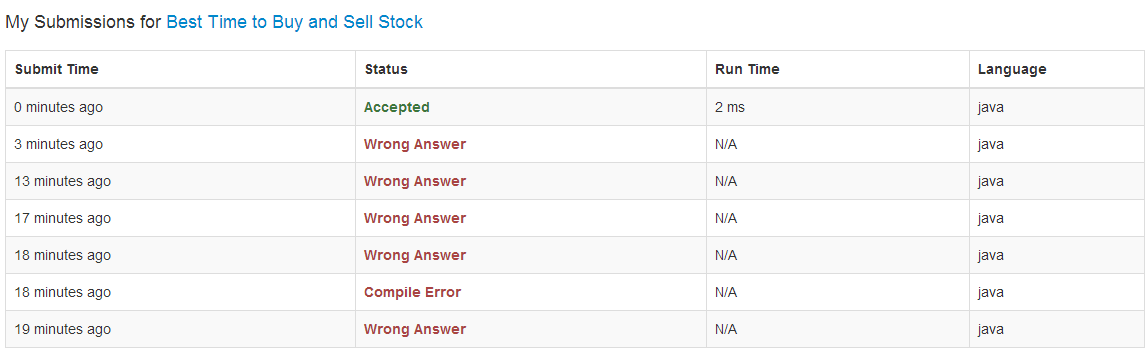 My Submissions for Best Time to Buy and Sell Stock
Submit Time Status Run Time Language
0 minutes ago Accepted 2 ms java
3 minutes ago Wrong Answer N/A java
13 minutes ago Wrong Answer N/A java
17 minutes ago Wrong Answer N/A java
18 minutes ago Wrong Answer N/A java
18 minutes ago Compile Error N/A java
19 minutes ago Wrong Answer N/A java